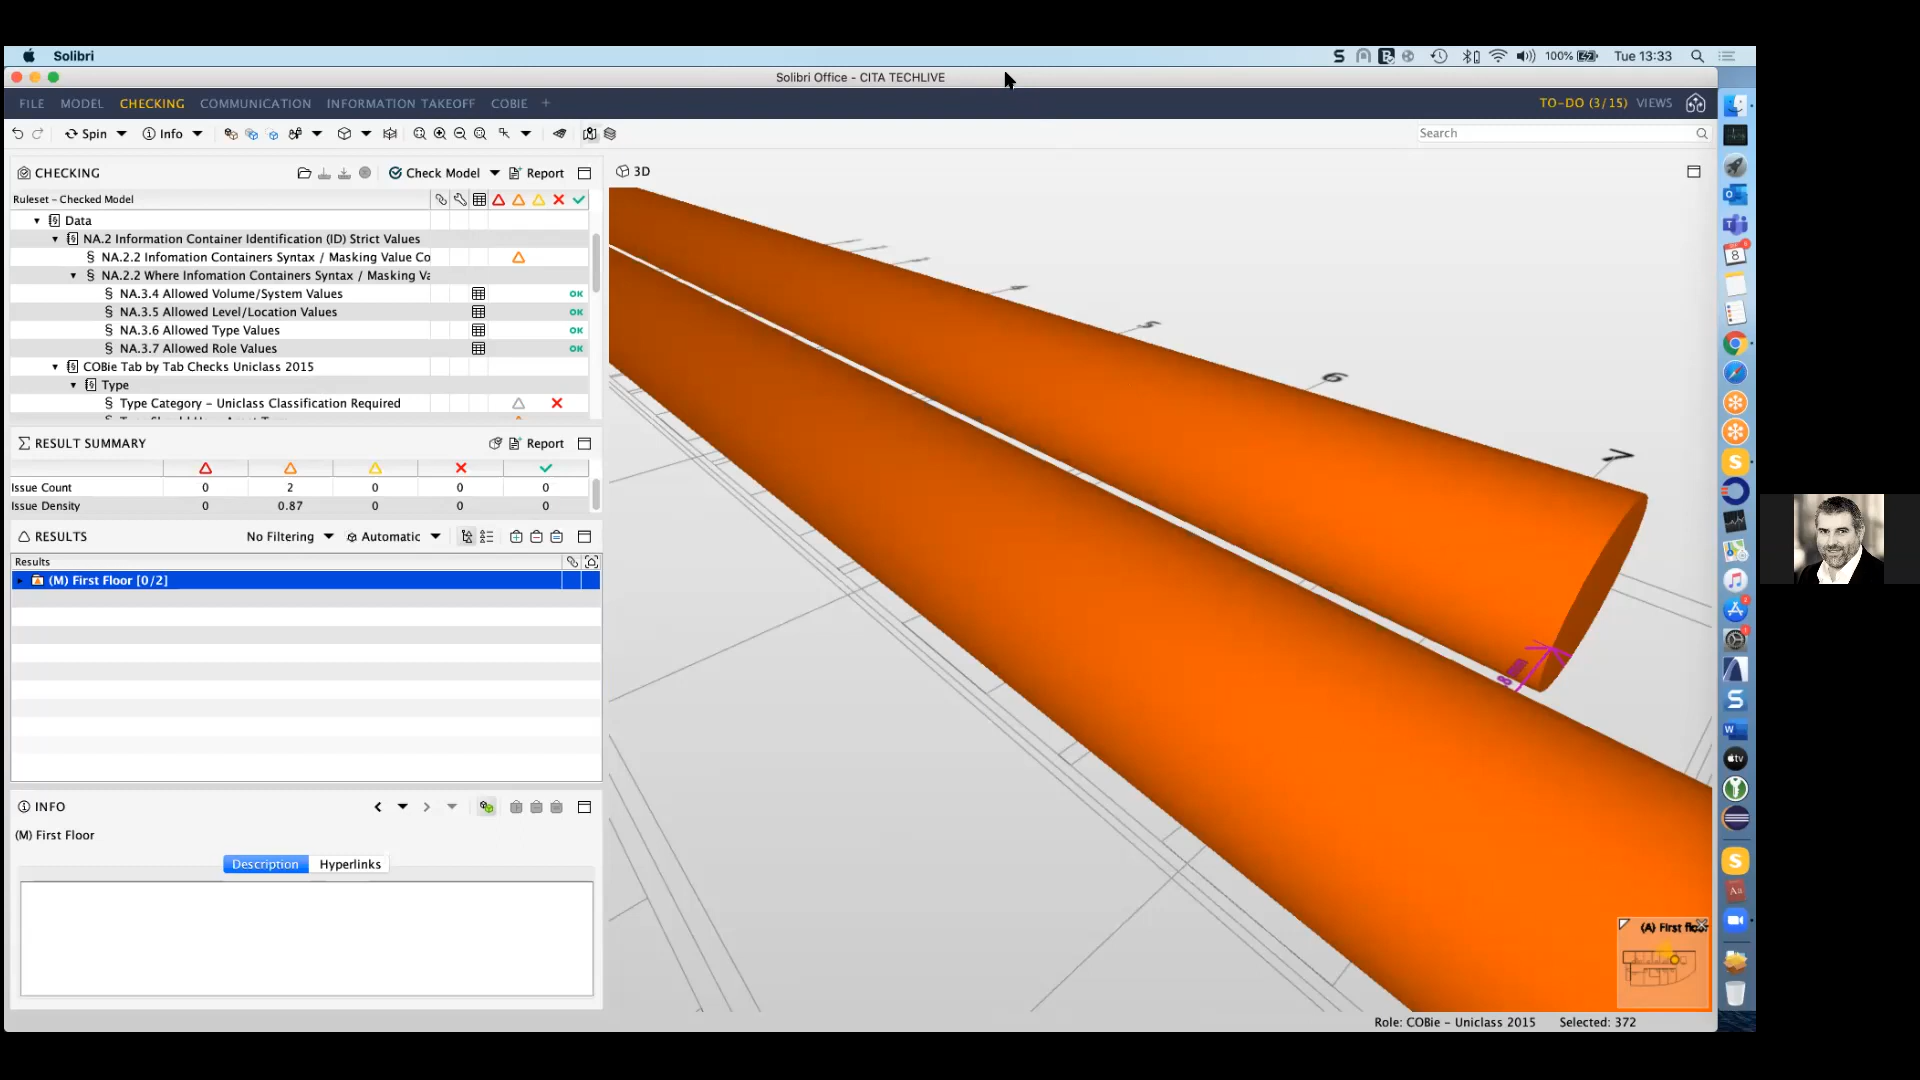 Solibri
100%
Tue 13:33
Solibri Office - CITA TECHLIVE
FILE MODEL CHECKING COMMUNICATION INFORMATION TAKEOFF COBIE +
TO-DO (3/15) VIEWS
Spin Info
Search
CHECKING
Check Model Report
3D
Ruleset – Checked Model
Data
NA.2 Information Container Identification (ID) Strict Values
NA.2.2 Infomation Containers Syntax / Masking Value Co
NA.2.2 Where Infomation Containers Syntax / Masking Va
§ NA.3.4 Allowed Volume/System Values OK
§ NA.3.5 Allowed Level/Location Values OK
§ NA.3.6 Allowed Type Values OK
§ NA.3.7 Allowed Role Values OK
COBie Tab by Tab Checks Uniclass 2015
Type
§ Type Category – Uniclass Classification Required
RESULT SUMMARY
Report
Issue Count 0 2 0 0 0
Issue Density 0 0.87 0 0 0
RESULTS
No Filtering Automatic
Results
(M) First Floor [0/2]
INFO
(M) First Floor
Description Hyperlinks
5
6
7
(A) First floor
Role: COBie – Uniclass 2015 Selected: 372